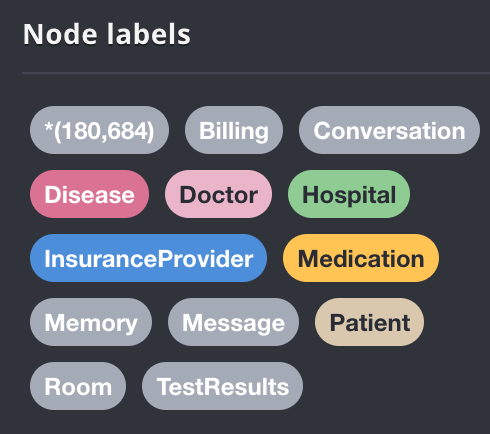 Node labels
*(180,684) Billing Conversation
Disease Doctor Hospital
InsuranceProvider Medication
Memory Message Patient
Room TestResults